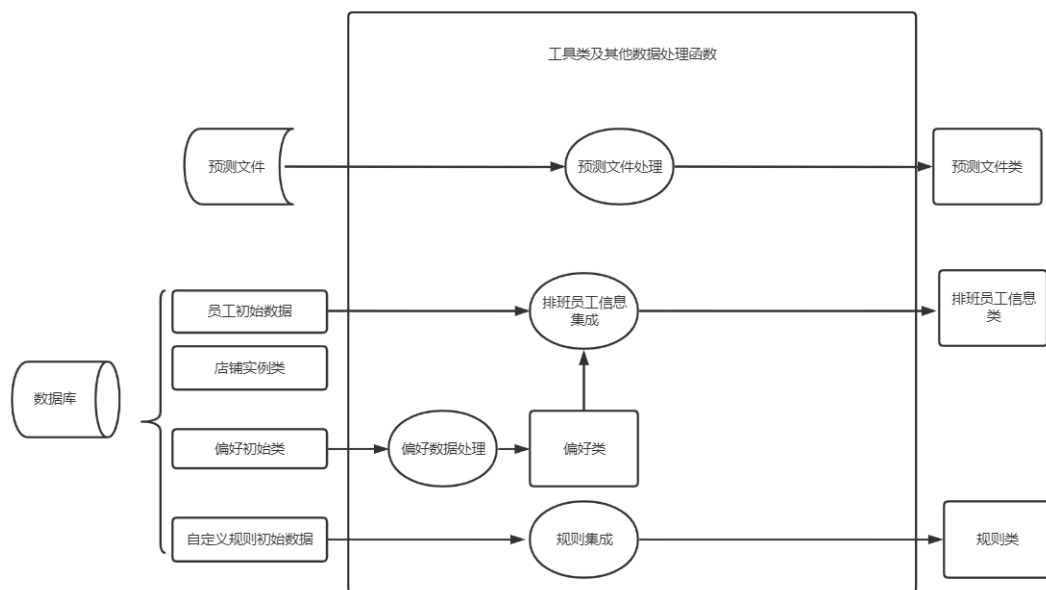 工具类及其他数据处理函数
预测文件
预测文件处理
预测文件类
员工初始数据
排班员工信息
集成
排班员工信息
类
店铺实例类
数据库
偏好初始类
偏好数据处理
偏好类
自定义规则初始数据
规则集成
规则类